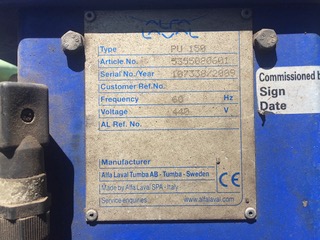 Type PU 150
Article No. 5355080601
Serial No./Year 107338/2009
Customer Ref.No.
Frequency 60 Hz
Voltage 440 V
AL Ref. No.
Manufacturer
Alfa Laval Tumba AB - Tumba - Sweden
Made by Alfa Laval SPA - Italy
Service enquiries www.alfalaval.com
CE
Commissioned b
Sign
Date